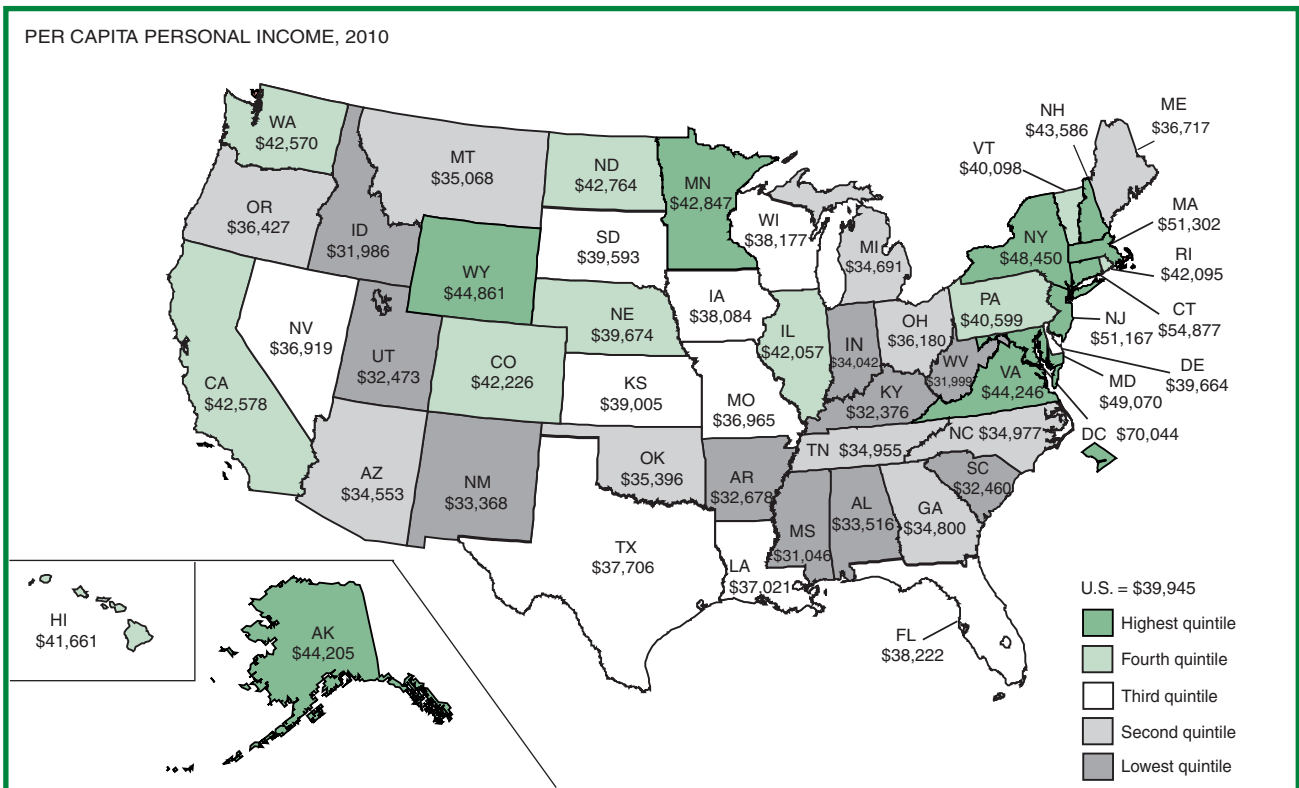 PER CAPITA PERSONAL INCOME, 2010
WA
$42,570
OR
$36,427
CA
$42,578
NV
$36,919
ID
$31,986
MT
$35,068
WY
$44,861
UT
$32,473
AZ
$34,553
CO
$42,226
NM
$33,368
ND
$42,764
SD
$39,593
NE
$39,674
KS
$39,005
OK
$35,396
TX
$37,706
MN
$42,847
IA
$38,084
MO
$36,965
AR
$32,678
LA
$37,021
WI
$38,177
IL
$42,057
MI
$34,691
IN
$34,042
OH
$36,180
KY
$32,376
TN $34,955
MS
$31,046
AL
$33,516
GA
$34,800
FL
$38,222
SC
$32,460
NC $34,977
WV
$31,999
VA
$44,246
PA
$40,599
NY
$48,450
VT
$40,098
NH
$43,586
ME
$36,717
MA
$51,302
RI
$42,095
CT
$54,877
NJ
$51,167
DE
$39,664
MD
$49,070
DC $70,044
HI
$41,661
AK
$44,205
U.S. = $39,945
Highest quintile
Fourth quintile
Third quintile
Second quintile
Lowest quintile